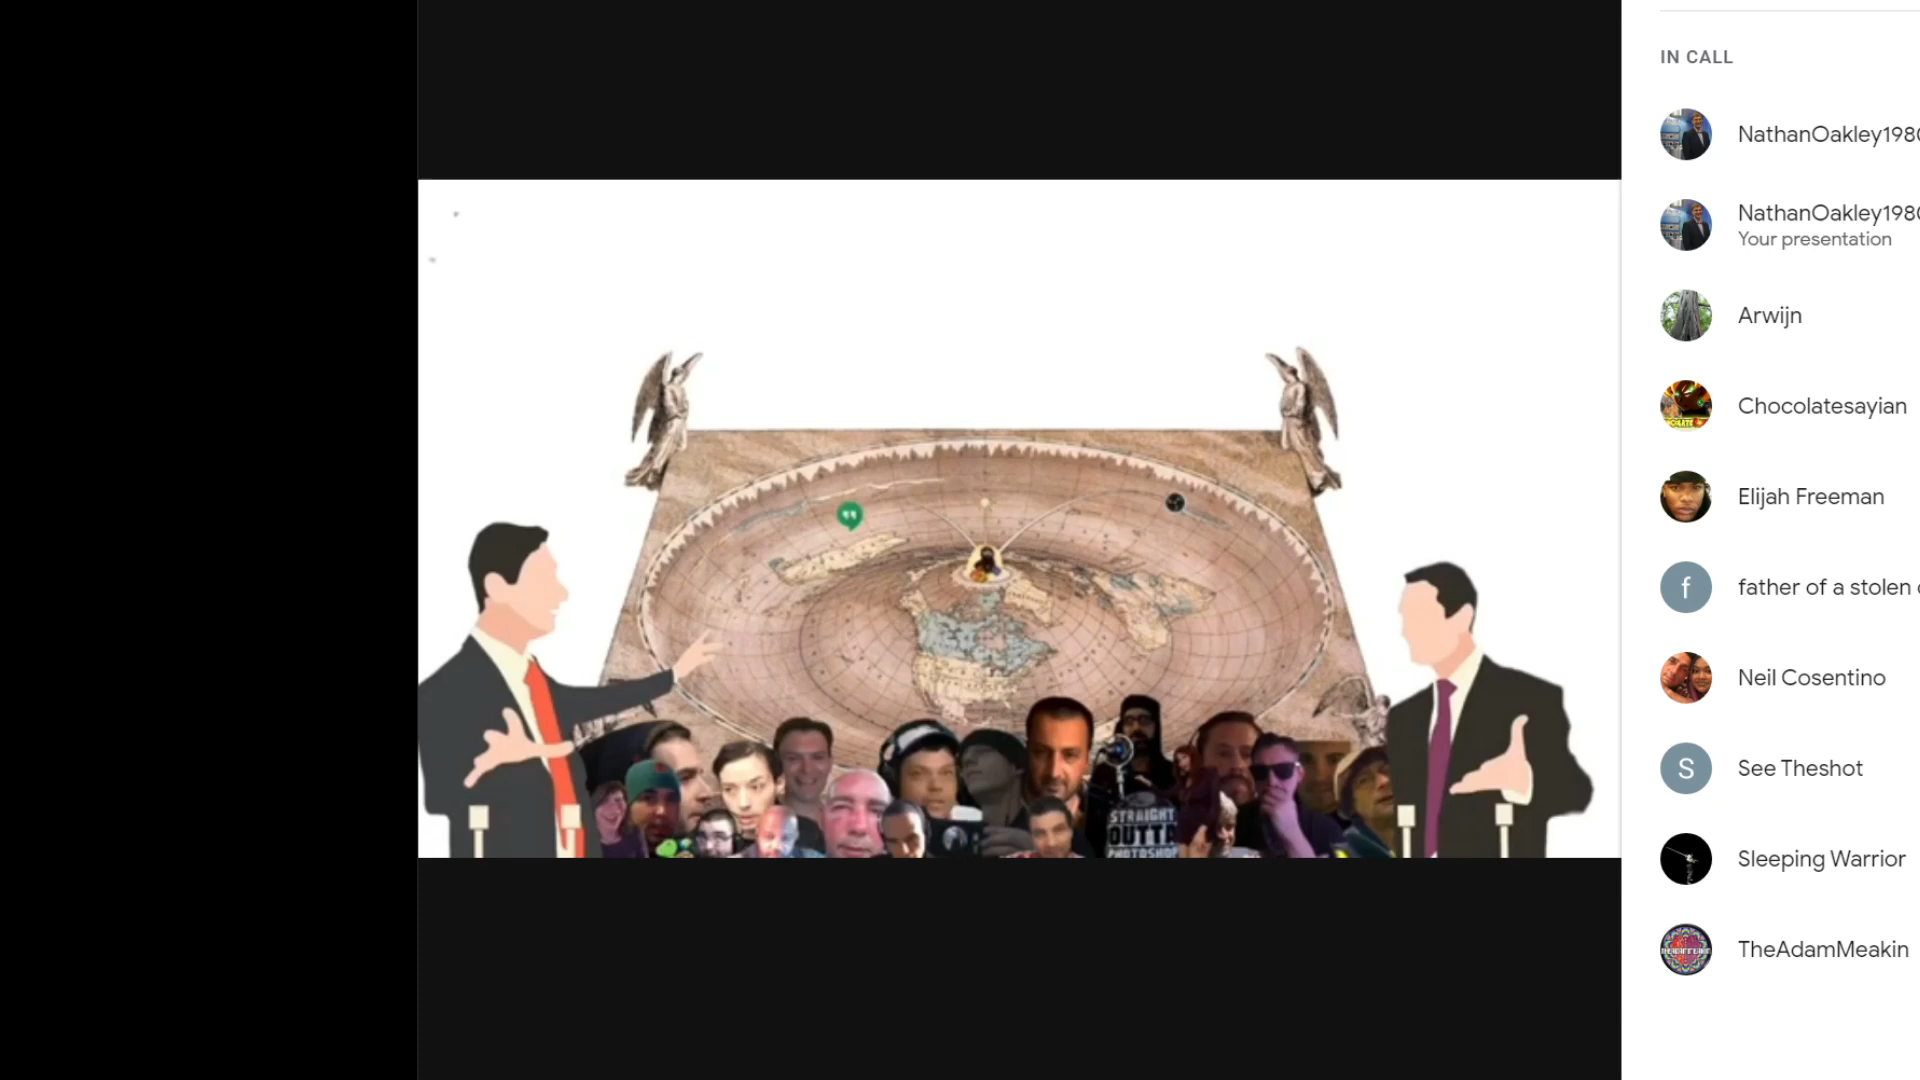 IN CALL
NathanOakley198
NathanOakley198
Your presentation
Arwijn
Chocolatesayian
Elijah Freeman
f
father of a stolen
Neil Cosentino
S
See Theshot
Sleeping Warrior
TheAdamMeakin
STRAIGHT
OUTTA
PHOTOSHOP